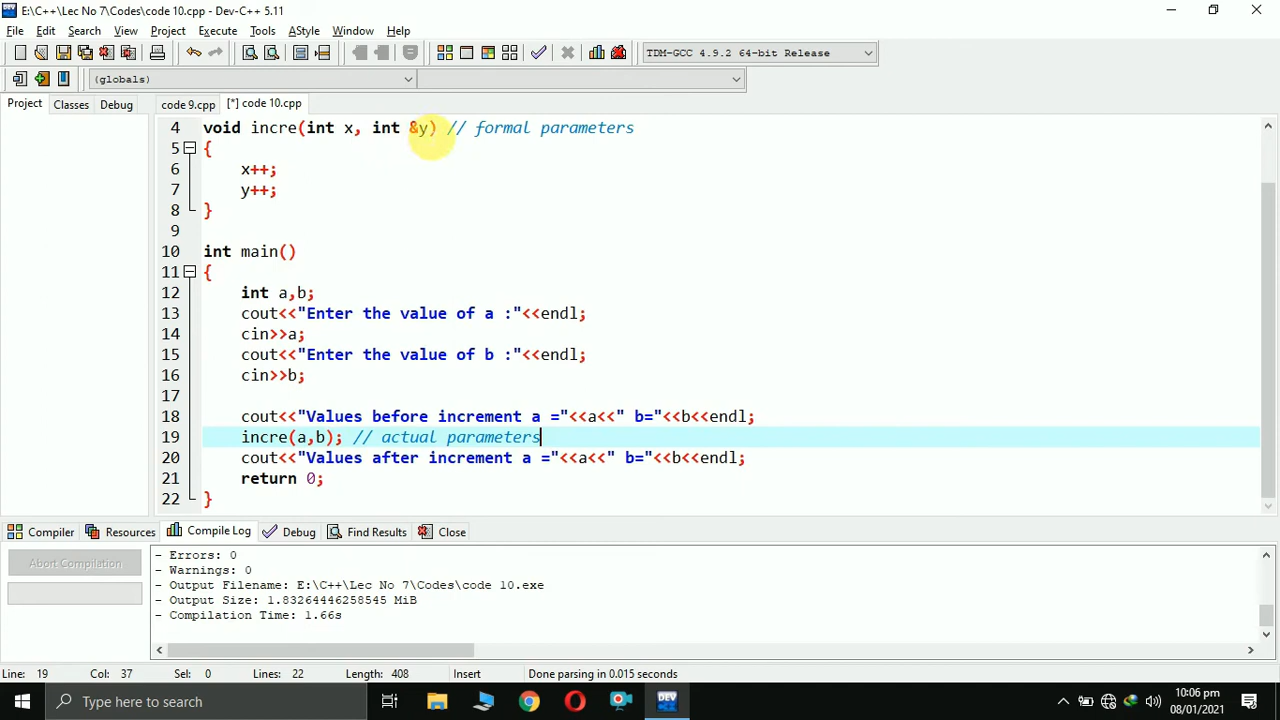 E:\C++\Lec No 7\Codes\code 10.cpp - Dev-C++ 5.11
File Edit Search View Project Execute Tools AStyle Window Help
TDM-GCC 4.9.2 64-bit Release
(globals)
Project Classes Debug code 9.cpp [*] code 10.cpp
4 void incre(int x, int &y) // formal parameters
5 {
6 x++;
7 y++;
8 }
9
10 int main()
11 {
12 int a,b;
13 cout<<"Enter the value of a :"<<endl;
14 cin>>a;
15 cout<<"Enter the value of b :"<<endl;
16 cin>>b;
17
18 cout<<"Values before increment a ="<<a<<" b="<<b<<endl;
19 incre(a,b); // actual parameters
20 cout<<"Values after increment a ="<<a<<" b="<<b<<endl;
21 return 0;
22 }
Compiler Resources Compile Log Debug Find Results Close
Abort Compilation
- Errors: 0
- Warnings: 0
- Output Filename: E:\C++\Lec No 7\Codes\code 10.exe
- Output Size: 1.83264446258545 MiB
- Compilation Time: 1.66s
Line: 19 Col: 37 Sel: 0 Lines: 22 Length: 408 Insert Done parsing in 0.015 seconds
Type here to search
DEV
10:06 pm
08/01/2021